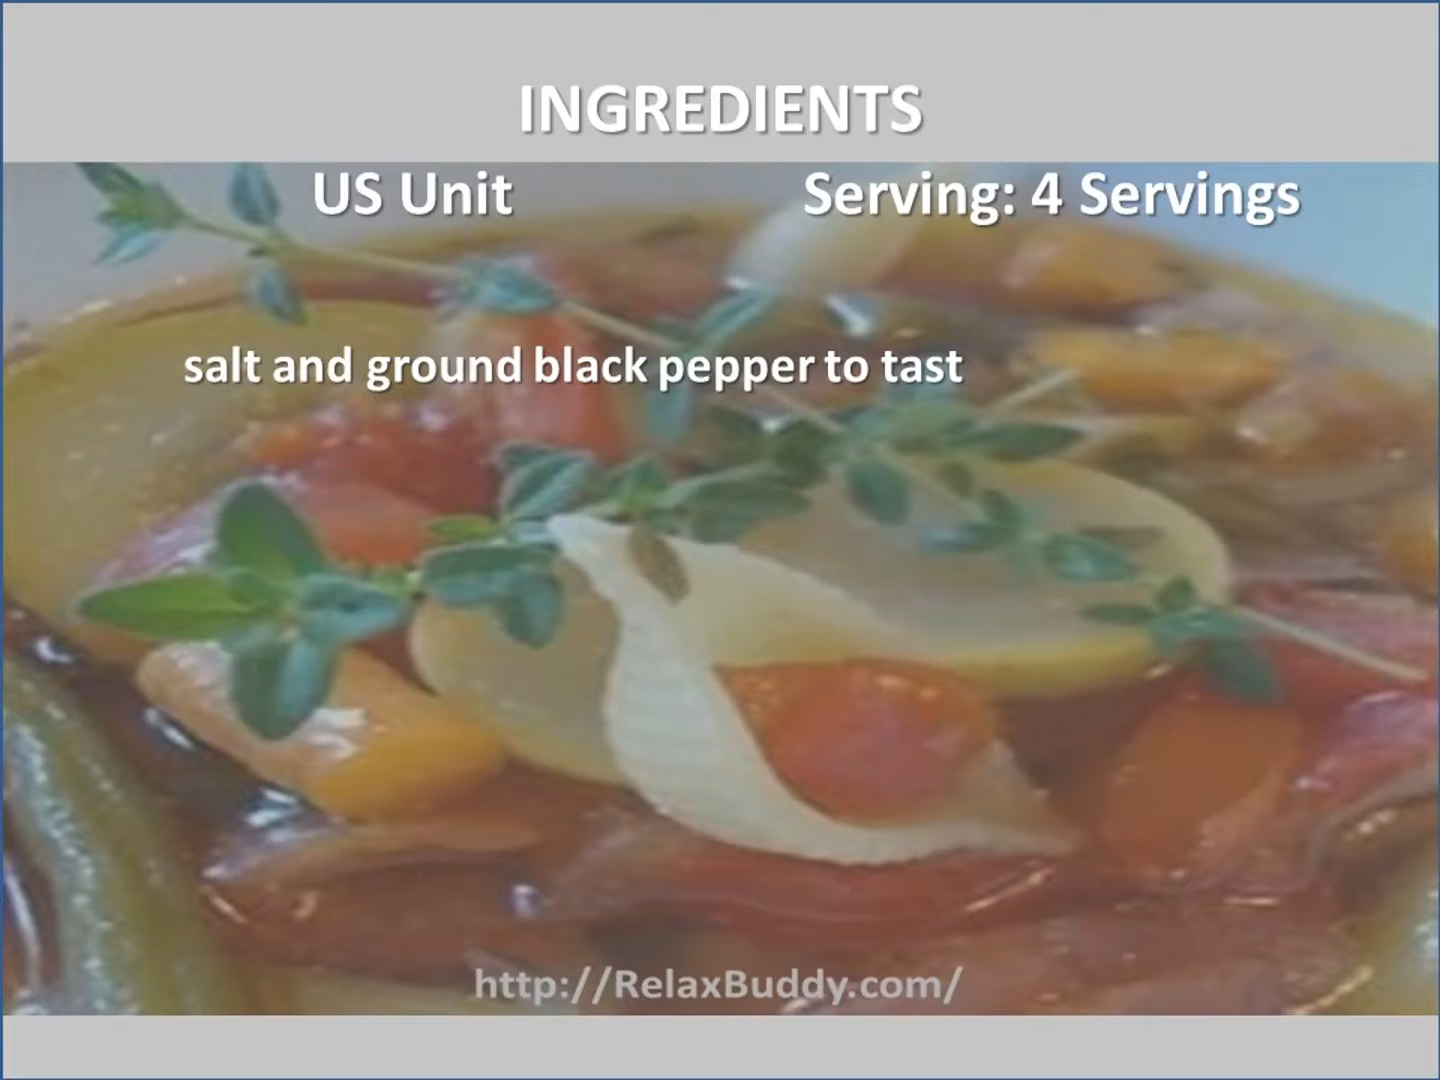 INGREDIENTS
US Unit
Serving: 4 Servings
salt and ground black pepper to tast
http://RelaxBuddy.com/